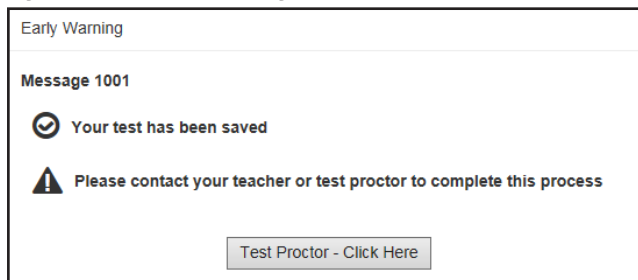 Early Warning
Message 1001
Your test has been saved
Please contact your teacher or test proctor to complete this process
Test Proctor - Click Here